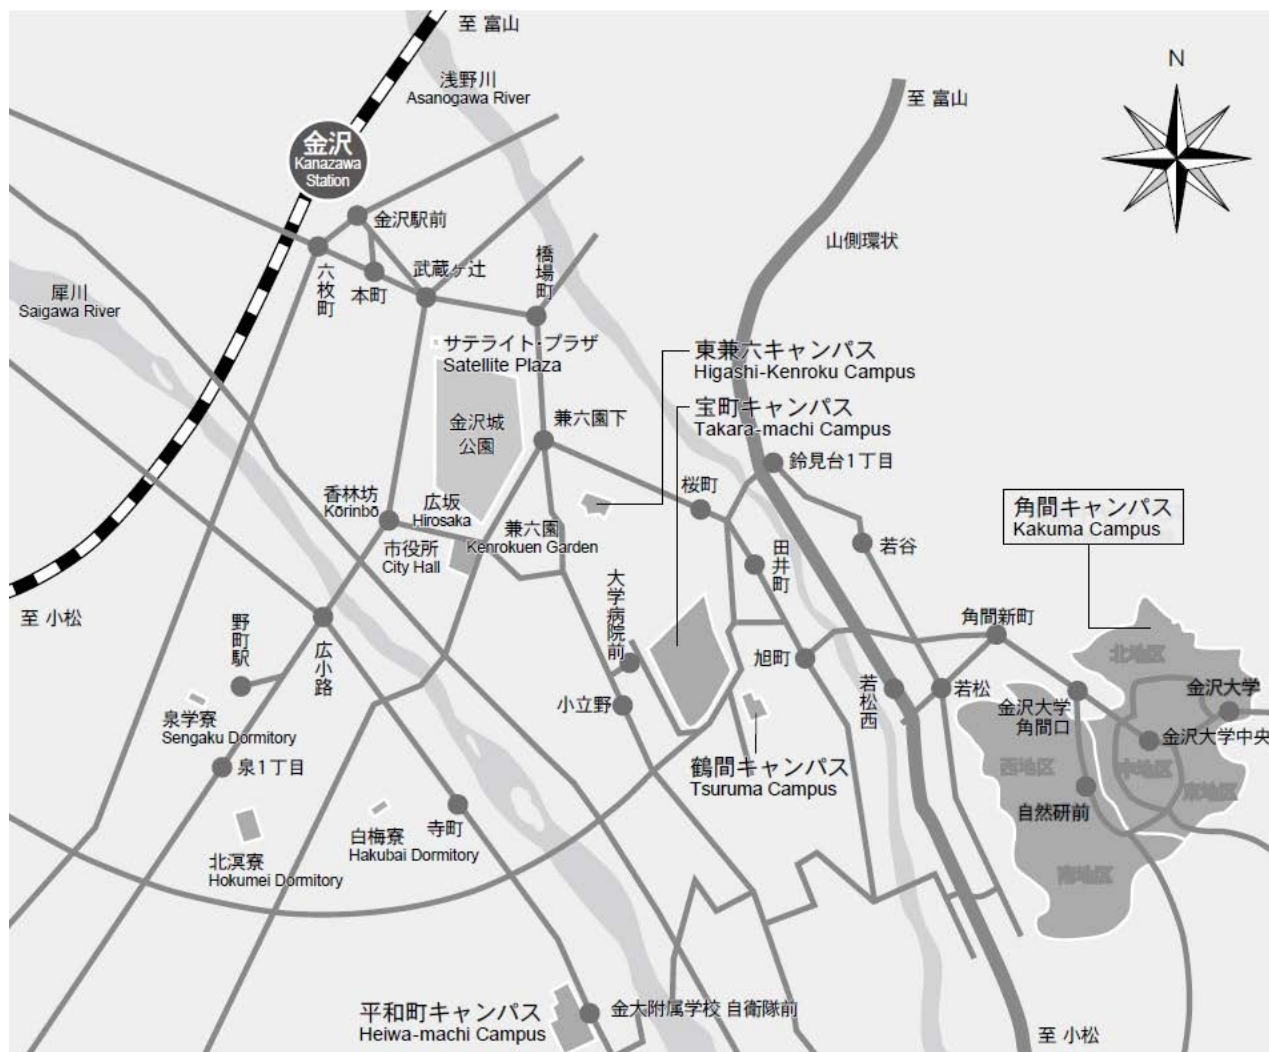 至 富山
N
浅野川
Asanogawa River
至 富山
金沢
Kanazawa
Station
金沢駅前
山側環状
橋場町
武蔵ヶ辻
六枚町
本町
犀川
Saigawa River
サテライト・プラザ
Satellite Plaza
東兼六キャンパス
Higashi-Kenroku Campus
宝町キャンパス
Takara-machi Campus
金沢城
公園
兼六園下
鈴見台1丁目
桜町
香林坊
Kōrinbō
広坂
Hirosaka
角間キャンパス
Kakuma Campus
兼六園
Kenrokuen Garden
市役所
City Hall
田井町
若谷
大学病院前
至 小松
野町駅
広小路
角間新町
旭町
北地区
若松西
若松
金沢大学
小立野
金沢大学
角間口
泉学寮
Sengaku Dormitory
金沢大学中央
泉1丁目
鶴間キャンパス
Tsuruma Campus
西地区
中地区
東地区
自然研前
白梅寮
Hakubai Dormitory
寺町
北溟寮
Hokumei Dormitory
南地区
平和町キャンパス
Heiwa-machi Campus
金大附属学校 自衛隊前
至 小松